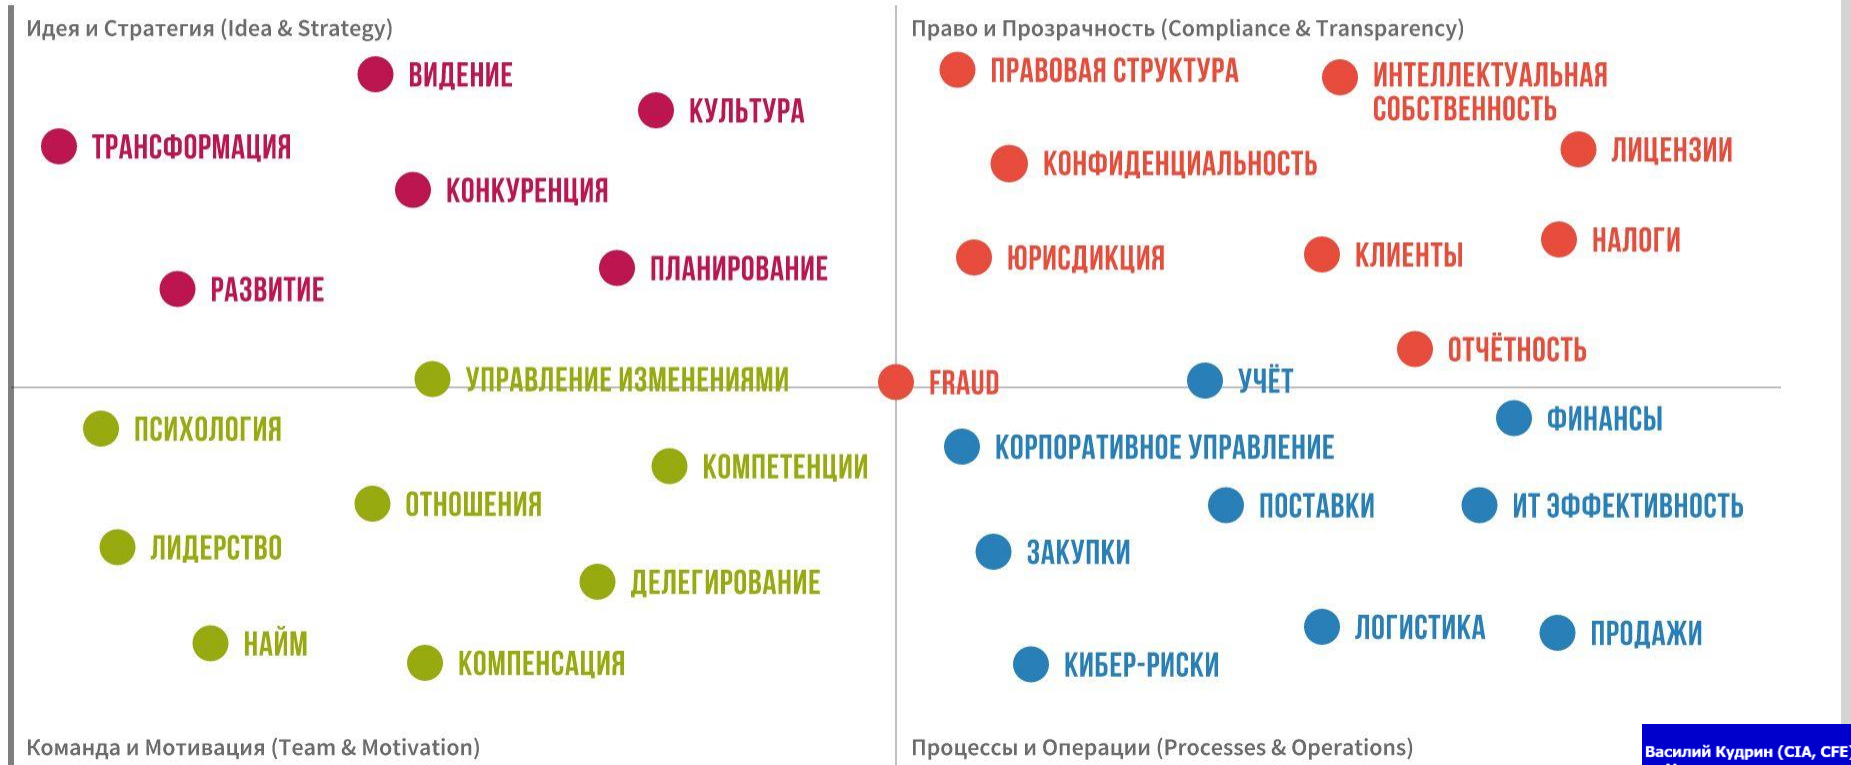 Идея и Стратегия (Idea & Strategy)
ВИДЕНИЕ
КУЛЬТУРА
ТРАНСФОРМАЦИЯ
КОНКУРЕНЦИЯ
ПЛАНИРОВАНИЕ
РАЗВИТИЕ
Право и Прозрачность (Compliance & Transparency)
ПРАВОВАЯ СТРУКТУРА
ИНТЕЛЛЕКТУАЛЬНАЯ
СОБСТВЕННОСТЬ
КОНФИДЕНЦИАЛЬНОСТЬ
ЛИЦЕНЗИИ
ЮРИСДИКЦИЯ
КЛИЕНТЫ
НАЛОГИ
ОТЧЁТНОСТЬ
FRAUD
УПРАВЛЕНИЕ ИЗМЕНЕНИЯМИ
ПСИХОЛОГИЯ
КОМПЕТЕНЦИИ
ОТНОШЕНИЯ
ЛИДЕРСТВО
ДЕЛЕГИРОВАНИЕ
НАЙМ
КОМПЕНСАЦИЯ
Команда и Мотивация (Team & Motivation)
УЧЁТ
ФИНАНСЫ
КОРПОРАТИВНОЕ УПРАВЛЕНИЕ
ПОСТАВКИ
ИТ ЭФФЕКТИВНОСТЬ
ЗАКУПКИ
ЛОГИСТИКА
ПРОДАЖИ
КИБЕР-РИСКИ
Процессы и Операции (Processes & Operations)
Василий Кудрин (CIA, CFE)